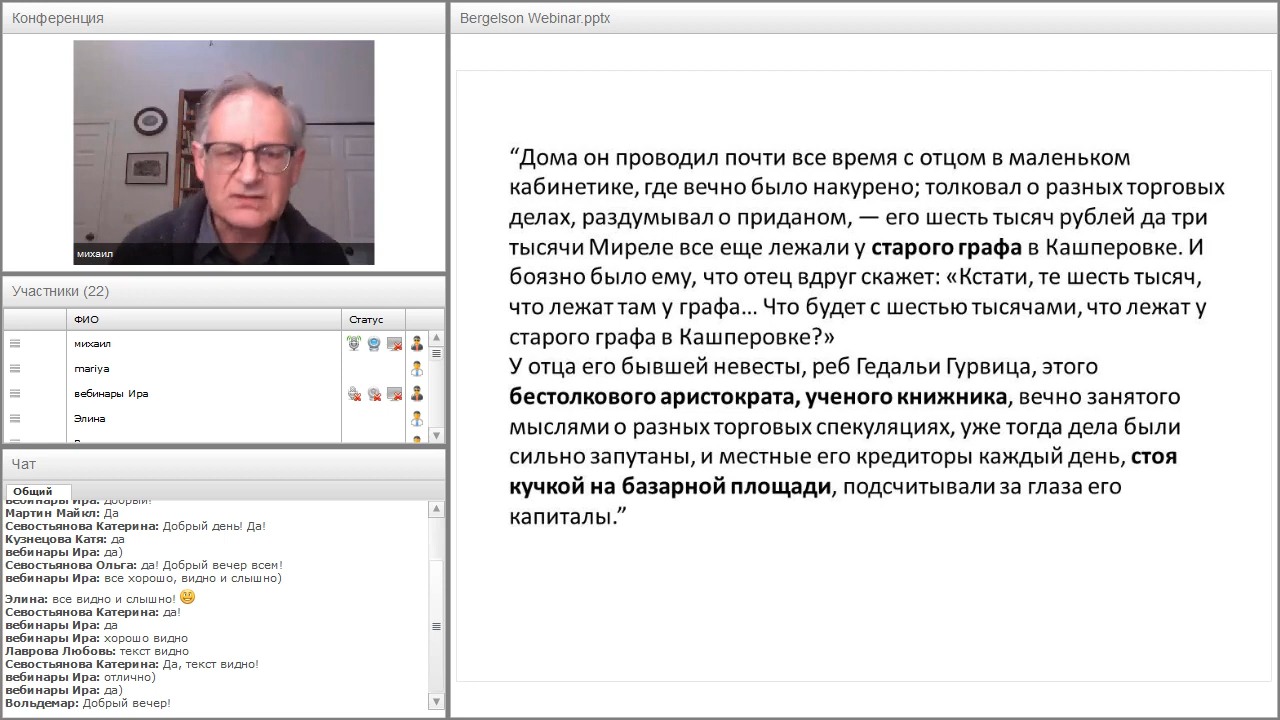 Конференция
михаил
Участники (22)
ФИО
Статус
михаил
mariya
вебинары Ира
Элина
Чат
Общий
вебинары Ира: добрый!
Мартин Майкл: Да
Севостьянова Катерина: Добрый день! Да!
Кузнецова Катя: да
вебинары Ира: да)
Севостьянова Ольга: да! Добрый вечер всем!
вебинары Ира: все хорошо, видно и слышно)
Элина: все видно и слышно!
Севостьянова Катерина: да!
вебинары Ира: да
вебинары Ира: хорошо видно
Лаврова Любовь: текст видно
Севостьянова Катерина: Да, текст видно!
вебинары Ира: отлично)
вебинары Ира: да)
Вольдемар: Добрый вечер!
Bergelson Webinar.pptx
“Дома он проводил почти все время с отцом в маленьком
кабинетике, где вечно было накурено; толковал о разных торговых
делах, раздумывал о приданом, — его шесть тысяч рублей да три
тысячи Миреле все еще лежали у старого графа в Кашперовке. И
боязно было ему, что отец вдруг скажет: «Кстати, те шесть тысяч,
что лежат там у графа... Что будет с шестью тысячами, что лежат у
старого графа в Кашперовке?»
У отца его бывшей невесты, реб Гедальи Гурвица, этого
бестолкового аристократа, ученого книжника, вечно занятого
мыслями о разных торговых спекуляциях, уже тогда дела были
сильно запутаны, и местные его кредиторы каждый день, стоя
кучкой на базарной площади, подсчитывали за глаза его
капиталы.”